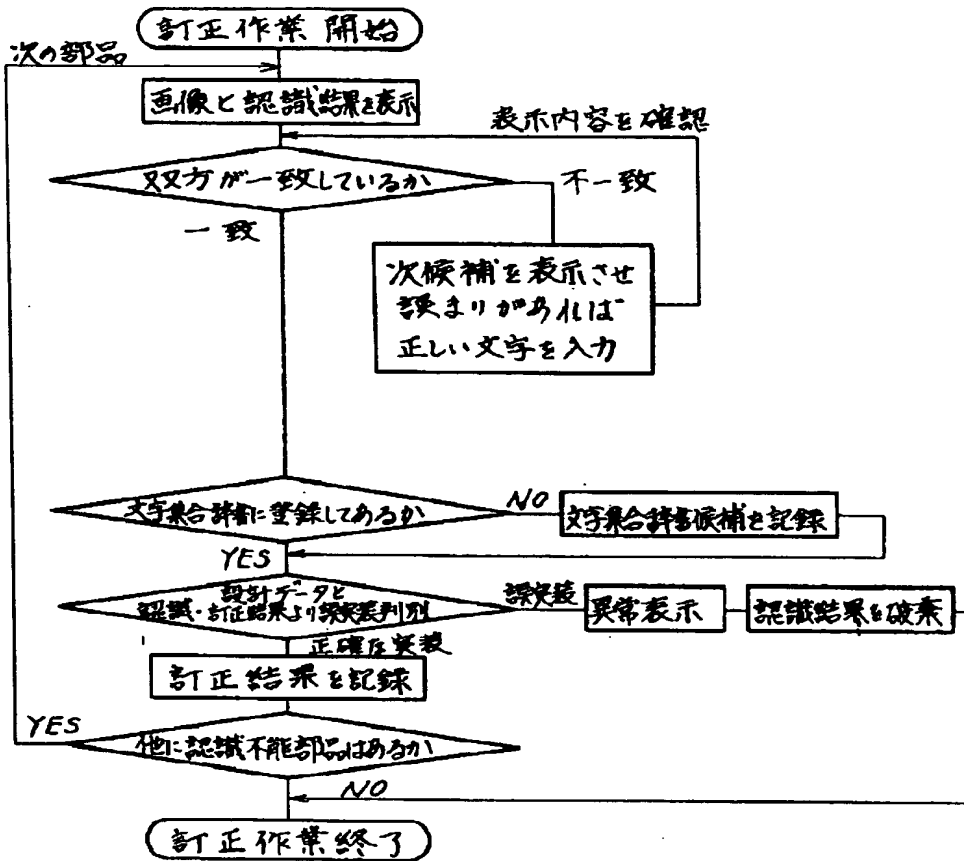 訂正作業開始
次の部品
画像と認識結果を表示
表示内容を確認
双方が一致しているか
不一致
一致
次候補を表示させ
誤まりがあれば
正しい文字を入力
文字集合辞書に登録してあるか
NO
文字集合辞書候補を記録
YES
設計データと
認識・訂正結果より誤実装判別
誤実装
異常表示
認識結果を破棄
正確な実装
訂正結果を記録
YES
他に認識不能部品はあるか
NO
訂正作業終了